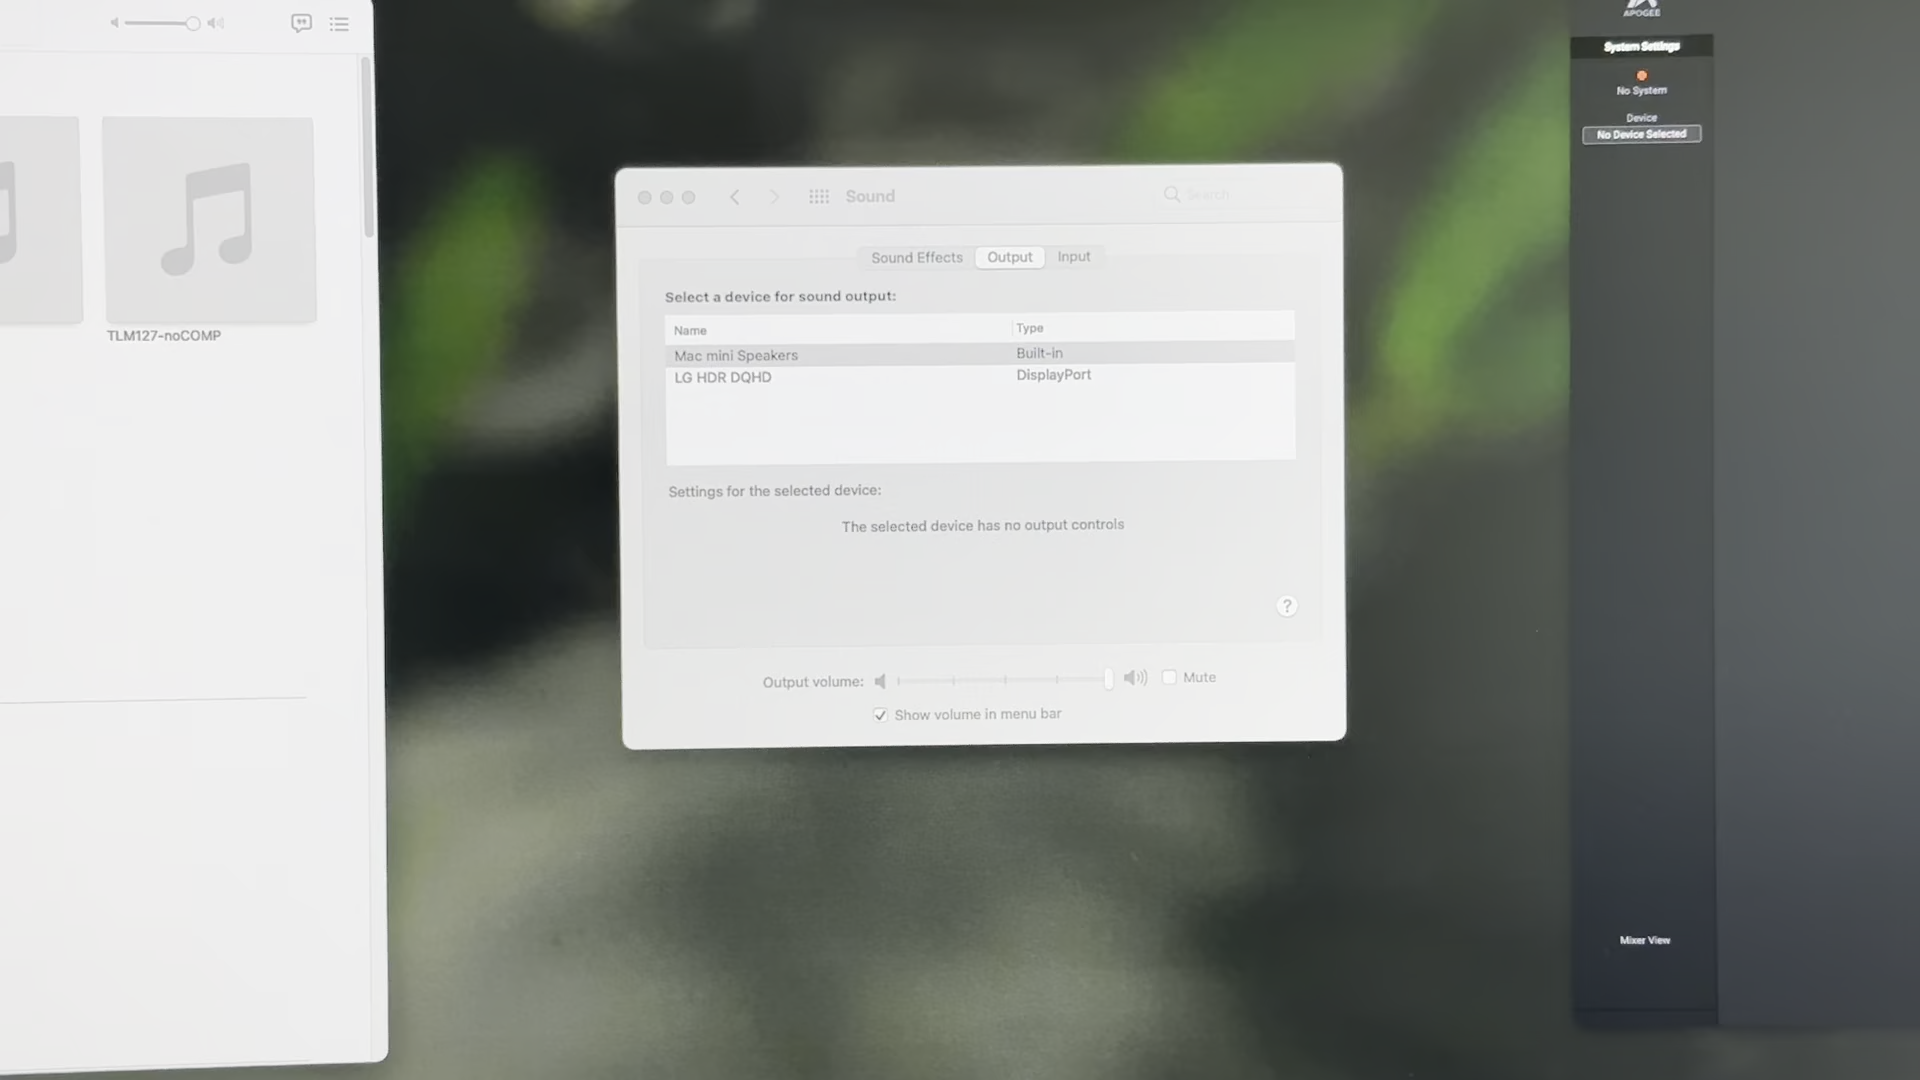 APOGEE
System Settings
No System
Device
No Device Selected
TLM127-noCOMP
Sound
Search
Sound Effects
Output
Input
Select a device for sound output:
Name
Type
Mac mini Speakers
Built-in
LG HDR DQHD
DisplayPort
Settings for the selected device:
The selected device has no output controls
?
Output volume:
Mute
Show volume in menu bar
Mixer View